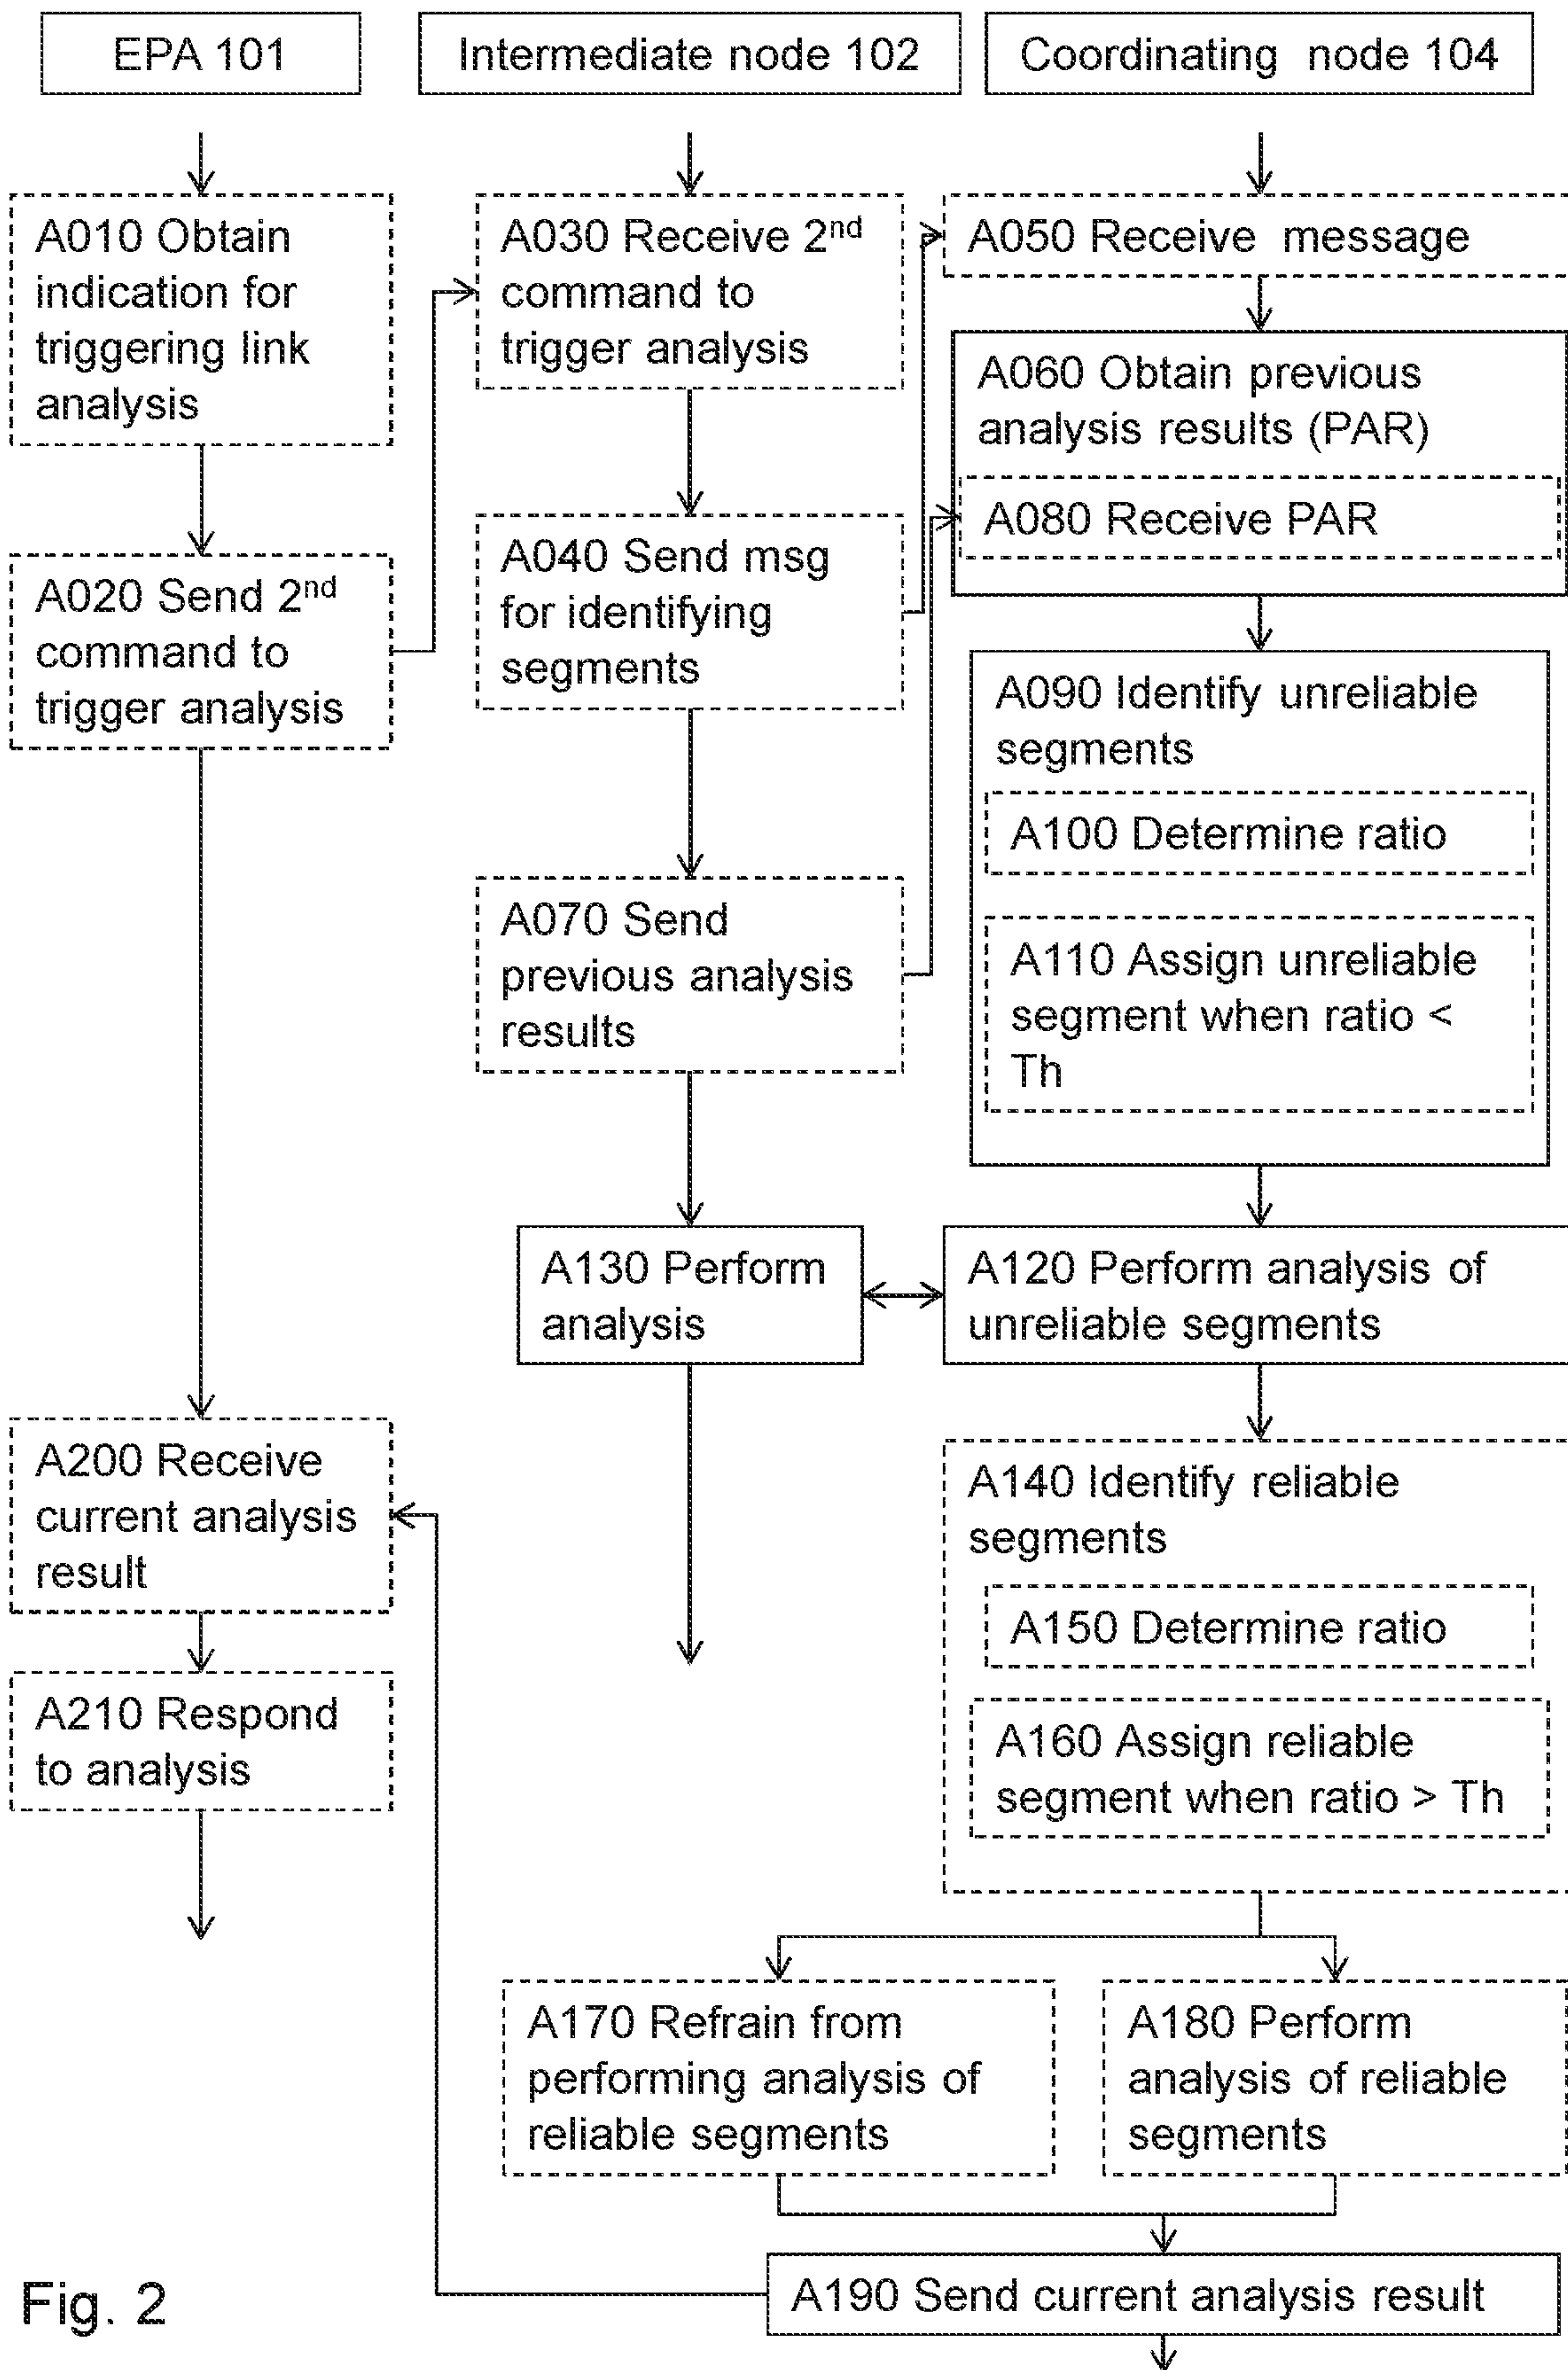 EPA 101
Intermediate node 102
Coordinating node 104
A010 Obtain
indication for
triggering link
analysis
A020 Send 2nd
command to
trigger analysis
A030 Receive 2nd
command to
trigger analysis
A040 Send msg
for identifying
segments
A050 Receive message
A060 Obtain previous
analysis results (PAR)
A080 Receive PAR
A070 Send
previous analysis
results
A090 Identify unreliable
segments
A100 Determine ratio
A110 Assign unreliable
segment when ratio <
Th
A130 Perform
analysis
A120 Perform analysis of
unreliable segments
A140 Identify reliable
segments
A150 Determine ratio
A160 Assign reliable
segment when ratio > Th
A170 Refrain from
performing analysis of
reliable segments
A180 Perform
analysis of reliable
segments
A190 Send current analysis result
A200 Receive
current analysis
result
A210 Respond
to analysis
Fig. 2